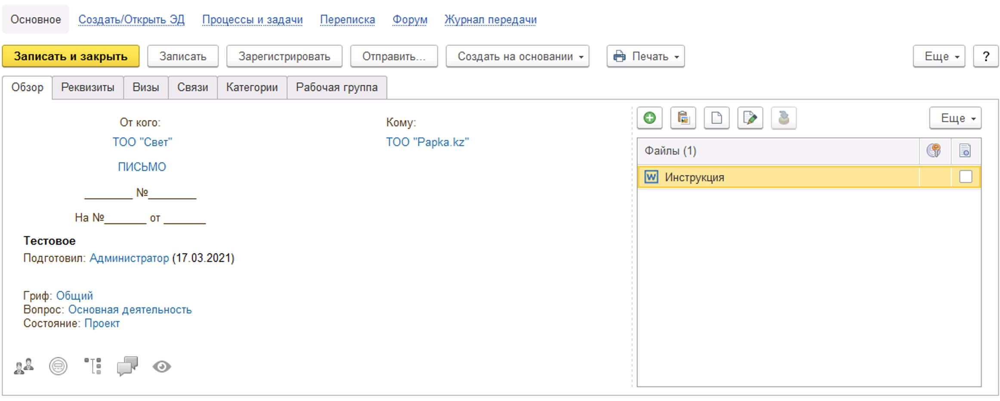 Основное Создать/Открыть ЭД Процессы и задачи Переписка Форум Журнал передачи
Записать и закрыть Записать Зарегистрировать Отправить... Создать на основании Печать Еще ?
Обзор Реквизиты Визы Связи Категории Рабочая группа
От кого: Кому:
ТОО "Свет" ТОО "Papka.kz"
ПИСЬМО
________ №________
На №_______ от _______
Тестовое
Подготовил: Администратор (17.03.2021)
Гриф: Общий
Вопрос: Основная деятельность
Состояние: Проект
Еще
Файлы (1)
W Инструкция